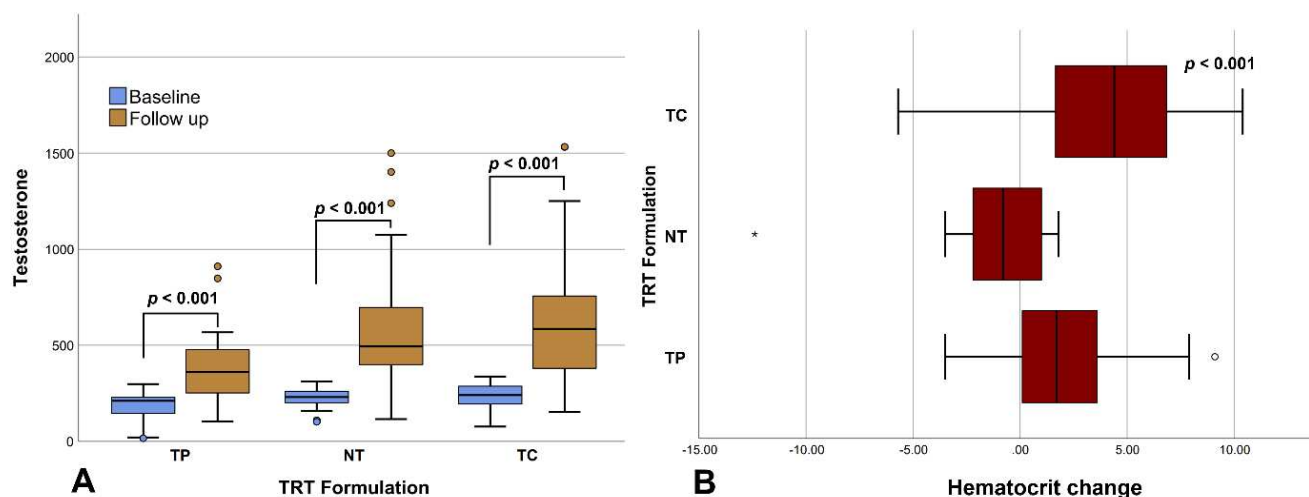 2000
1500
1000
500
0
Testosterone
Baseline
Follow up
p < 0.001
p < 0.001
p < 0.001
TP NT TC
A TRT Formulation
p < 0.001
TRT Formulation
TC
NT
*
TP
-15.00 -10.00 -5.00 .00 5.00 10.00
B Hematocrit change